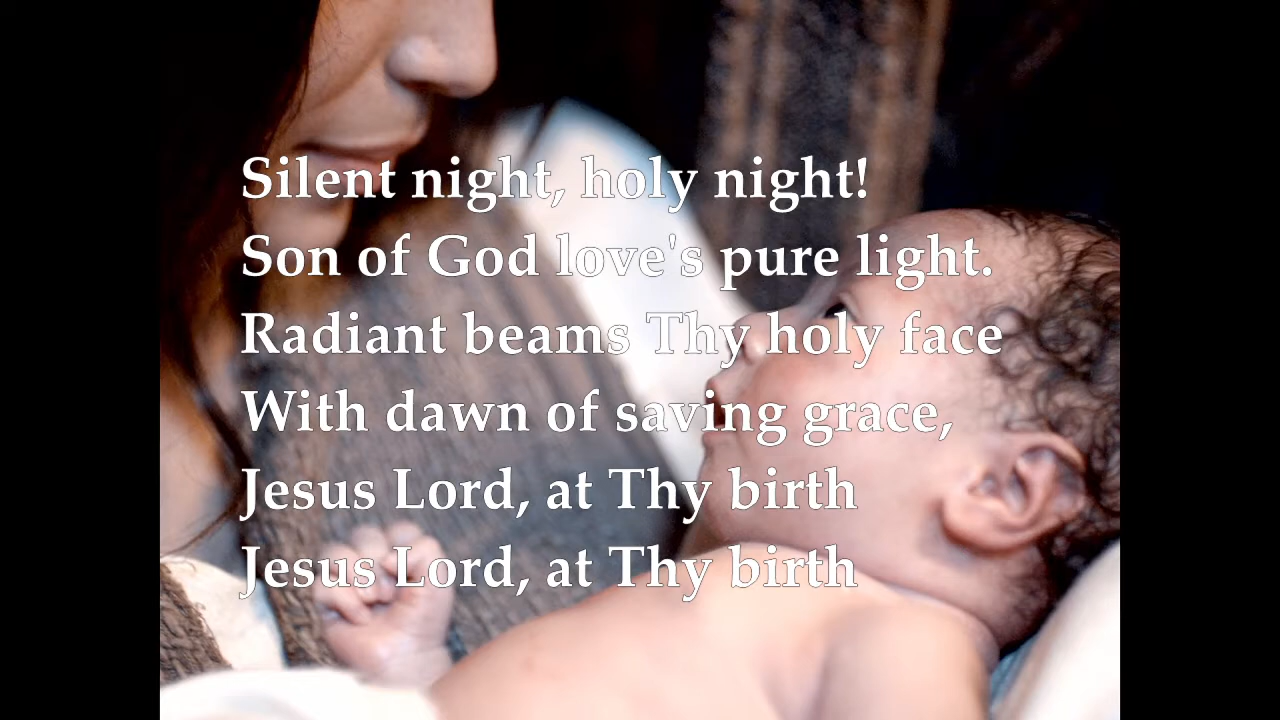 Silent night, holy night!
Son of God love's pure light.
Radiant beams Thy holy face
With dawn of saving grace,
Jesus Lord, at Thy birth
Jesus Lord, at Thy birth